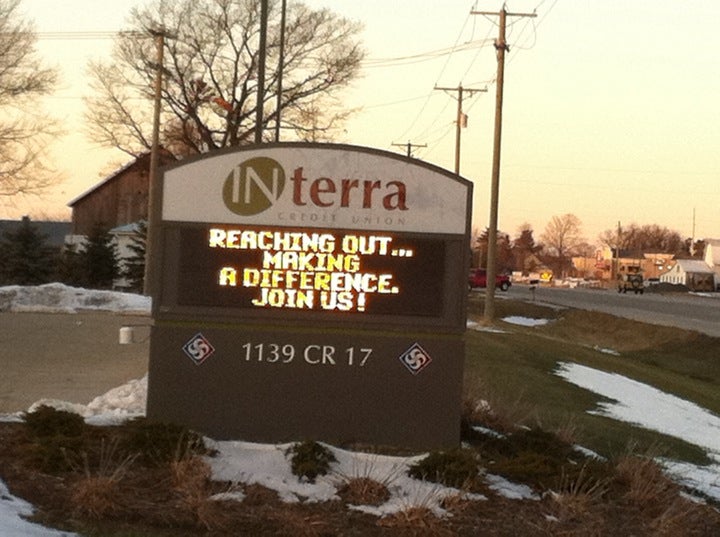 INterra
CREDIT UNION
REACHING OUT...
MAKING
A DIFFERENCE.
JOIN US!
1139 CR 17